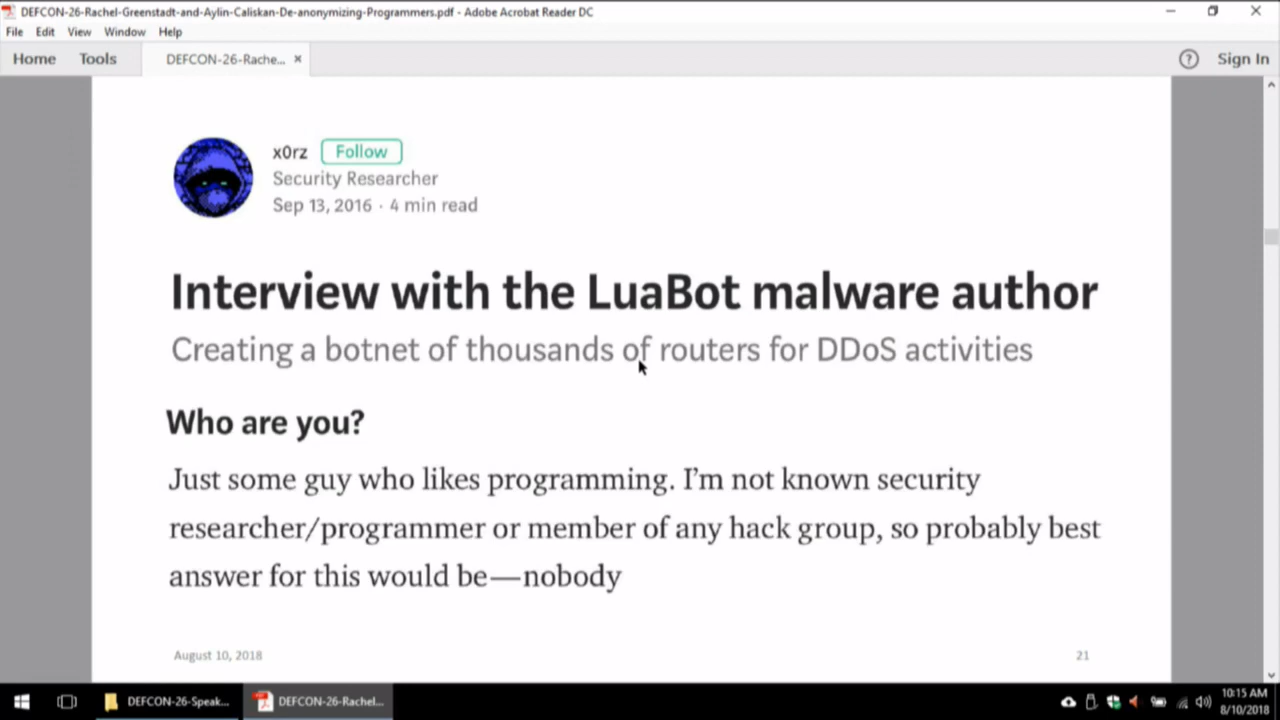 DEFCON-26-Rachel-Greenstadt-and-Aylin-Caliskan-De-anonymizing-Programmers.pdf - Adobe Acrobat Reader DC
File Edit View Window Help
Home Tools DEFCON-26-Rache... × ? Sign In
x0rz Follow
Security Researcher
Sep 13, 2016 · 4 min read
Interview with the LuaBot malware author
Creating a botnet of thousands of routers for DDoS activities
Who are you?
Just some guy who likes programming. I'm not known security
researcher/programmer or member of any hack group, so probably best
answer for this would be—nobody
August 10, 2018 21
DEFCON-26-Speak... DEFCON-26-Rachel... 10:15 AM
8/10/2018